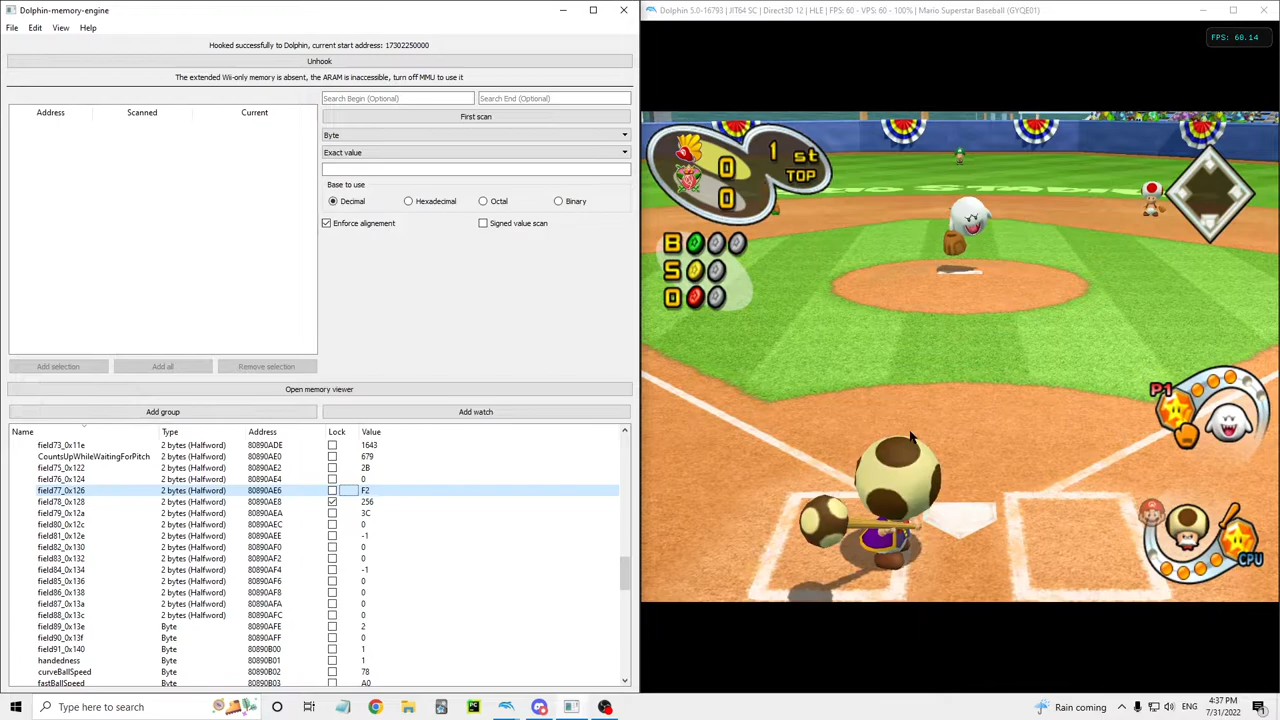 Dolphin-memory-engine
File Edit View Help
Hooked successfully to Dolphin, current start address: 17302250000
Unhook
The extended Wii-only memory is absent, the ARAM is inaccessible, turn off MMU to use it
Address Scanned Current
Search Begin (Optional) Search End (Optional)
First scan
Byte
Exact value
Base to use
Decimal Hexadecimal Octal Binary
Enforce alignment Signed value scan
Add selection Add all Remove selection
Open memory viewer
Add group Add watch
Name Type Address Lock Value
field73_0x11e 2 bytes (Halfword) 80890ADE 1643
CountsUpWhileWaitingForPitch 2 bytes (Halfword) 80890AE0 679
field75_0x122 2 bytes (Halfword) 80890AE2 2B
field76_0x124 2 bytes (Halfword) 80890AE4 0
field77_0x126 2 bytes (Halfword) 80890AE6 F2
field78_0x128 2 bytes (Halfword) 80890AE8 256
field79_0x12a 2 bytes (Halfword) 80890AEA 3C
field80_0x12c 2 bytes (Halfword) 80890AEC 0
field81_0x12e 2 bytes (Halfword) 80890AEE -1
field82_0x130 2 bytes (Halfword) 80890AF0 0
field83_0x132 2 bytes (Halfword) 80890AF2 0
field84_0x134 2 bytes (Halfword) 80890AF4 -1
field85_0x136 2 bytes (Halfword) 80890AF6 0
field86_0x138 2 bytes (Halfword) 80890AF8 0
field87_0x13a 2 bytes (Halfword) 80890AFA 0
field88_0x13c 2 bytes (Halfword) 80890AFC 0
field89_0x13e Byte 80890AFE 2
field90_0x13f Byte 80890AFF 0
field91_0x140 Byte 80890B00 1
handedness Byte 80890B01 1
curveBallSpeed Byte 80890B02 78
fastBallSpeed Byte 80890B03 A0
Dolphin 5.0-16793 | JIT64 SC | Direct3D 12 | HLE | FPS: 60 - VPS: 60 - 100% | Mario Superstar Baseball (GYQE01)
FPS: 60.14
0 1 st
TOP
0
B
S
O
P1
CPU
Type here to search
Rain coming
4:37 PM
7/31/2022
1